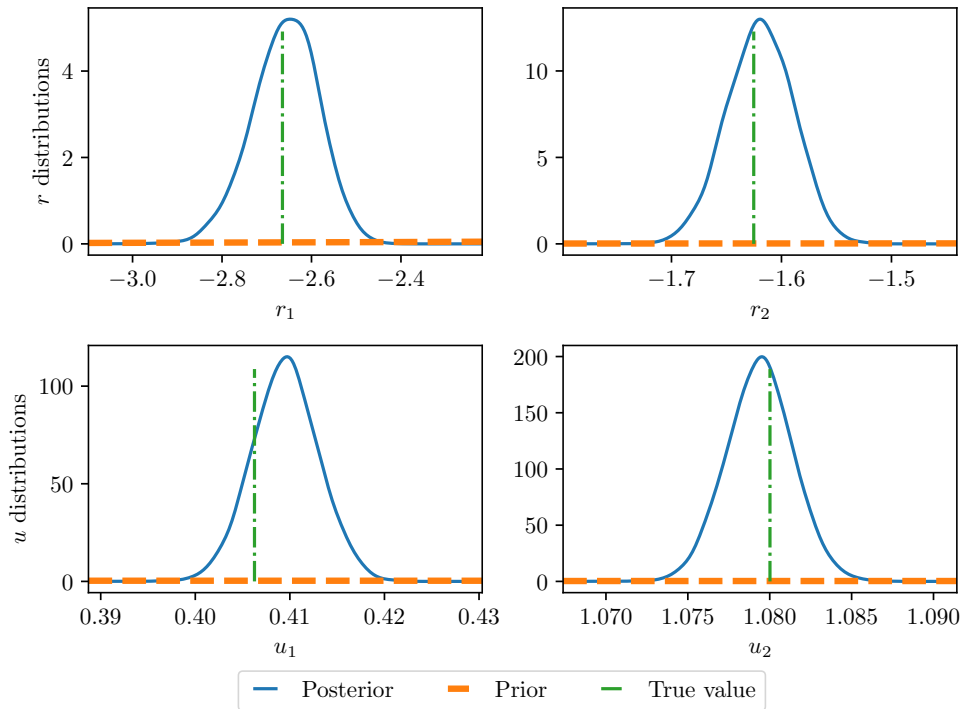 r distributions
4
2
0
−3.0 −2.8 −2.6 −2.4
r₁
10
5
0
−1.7 −1.6 −1.5
r₂
u distributions
100
50
0
0.39 0.40 0.41 0.42 0.43
u₁
200
150
100
50
0
1.070 1.075 1.080 1.085 1.090
u₂
Posterior Prior True value